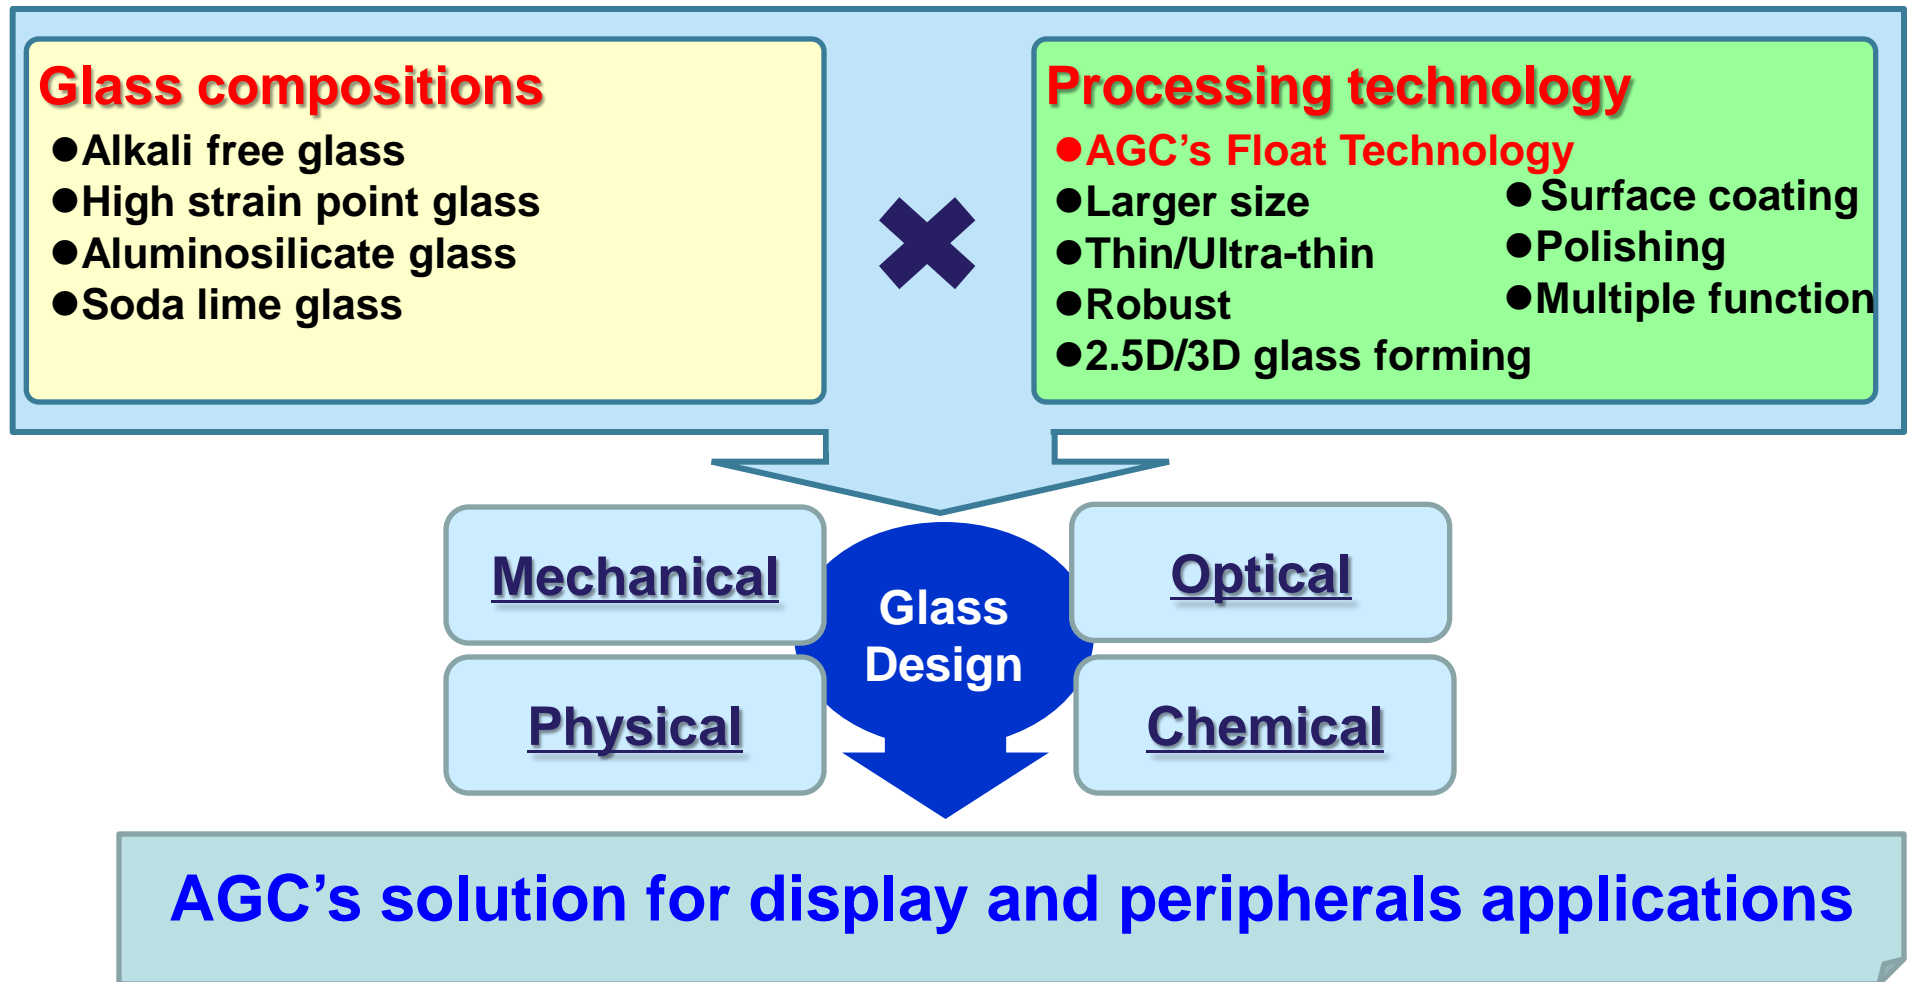 Glass compositions
●Alkali free glass
●High strain point glass
●Aluminosilicate glass
●Soda lime glass
Processing technology
●AGC’s Float Technology
●Larger size
●Thin/Ultra-thin
●Robust
●2.5D/3D glass forming
●Surface coating
●Polishing
●Multiple function
Mechanical
Physical
Glass
Design
Optical
Chemical
AGC’s solution for display and peripherals applications